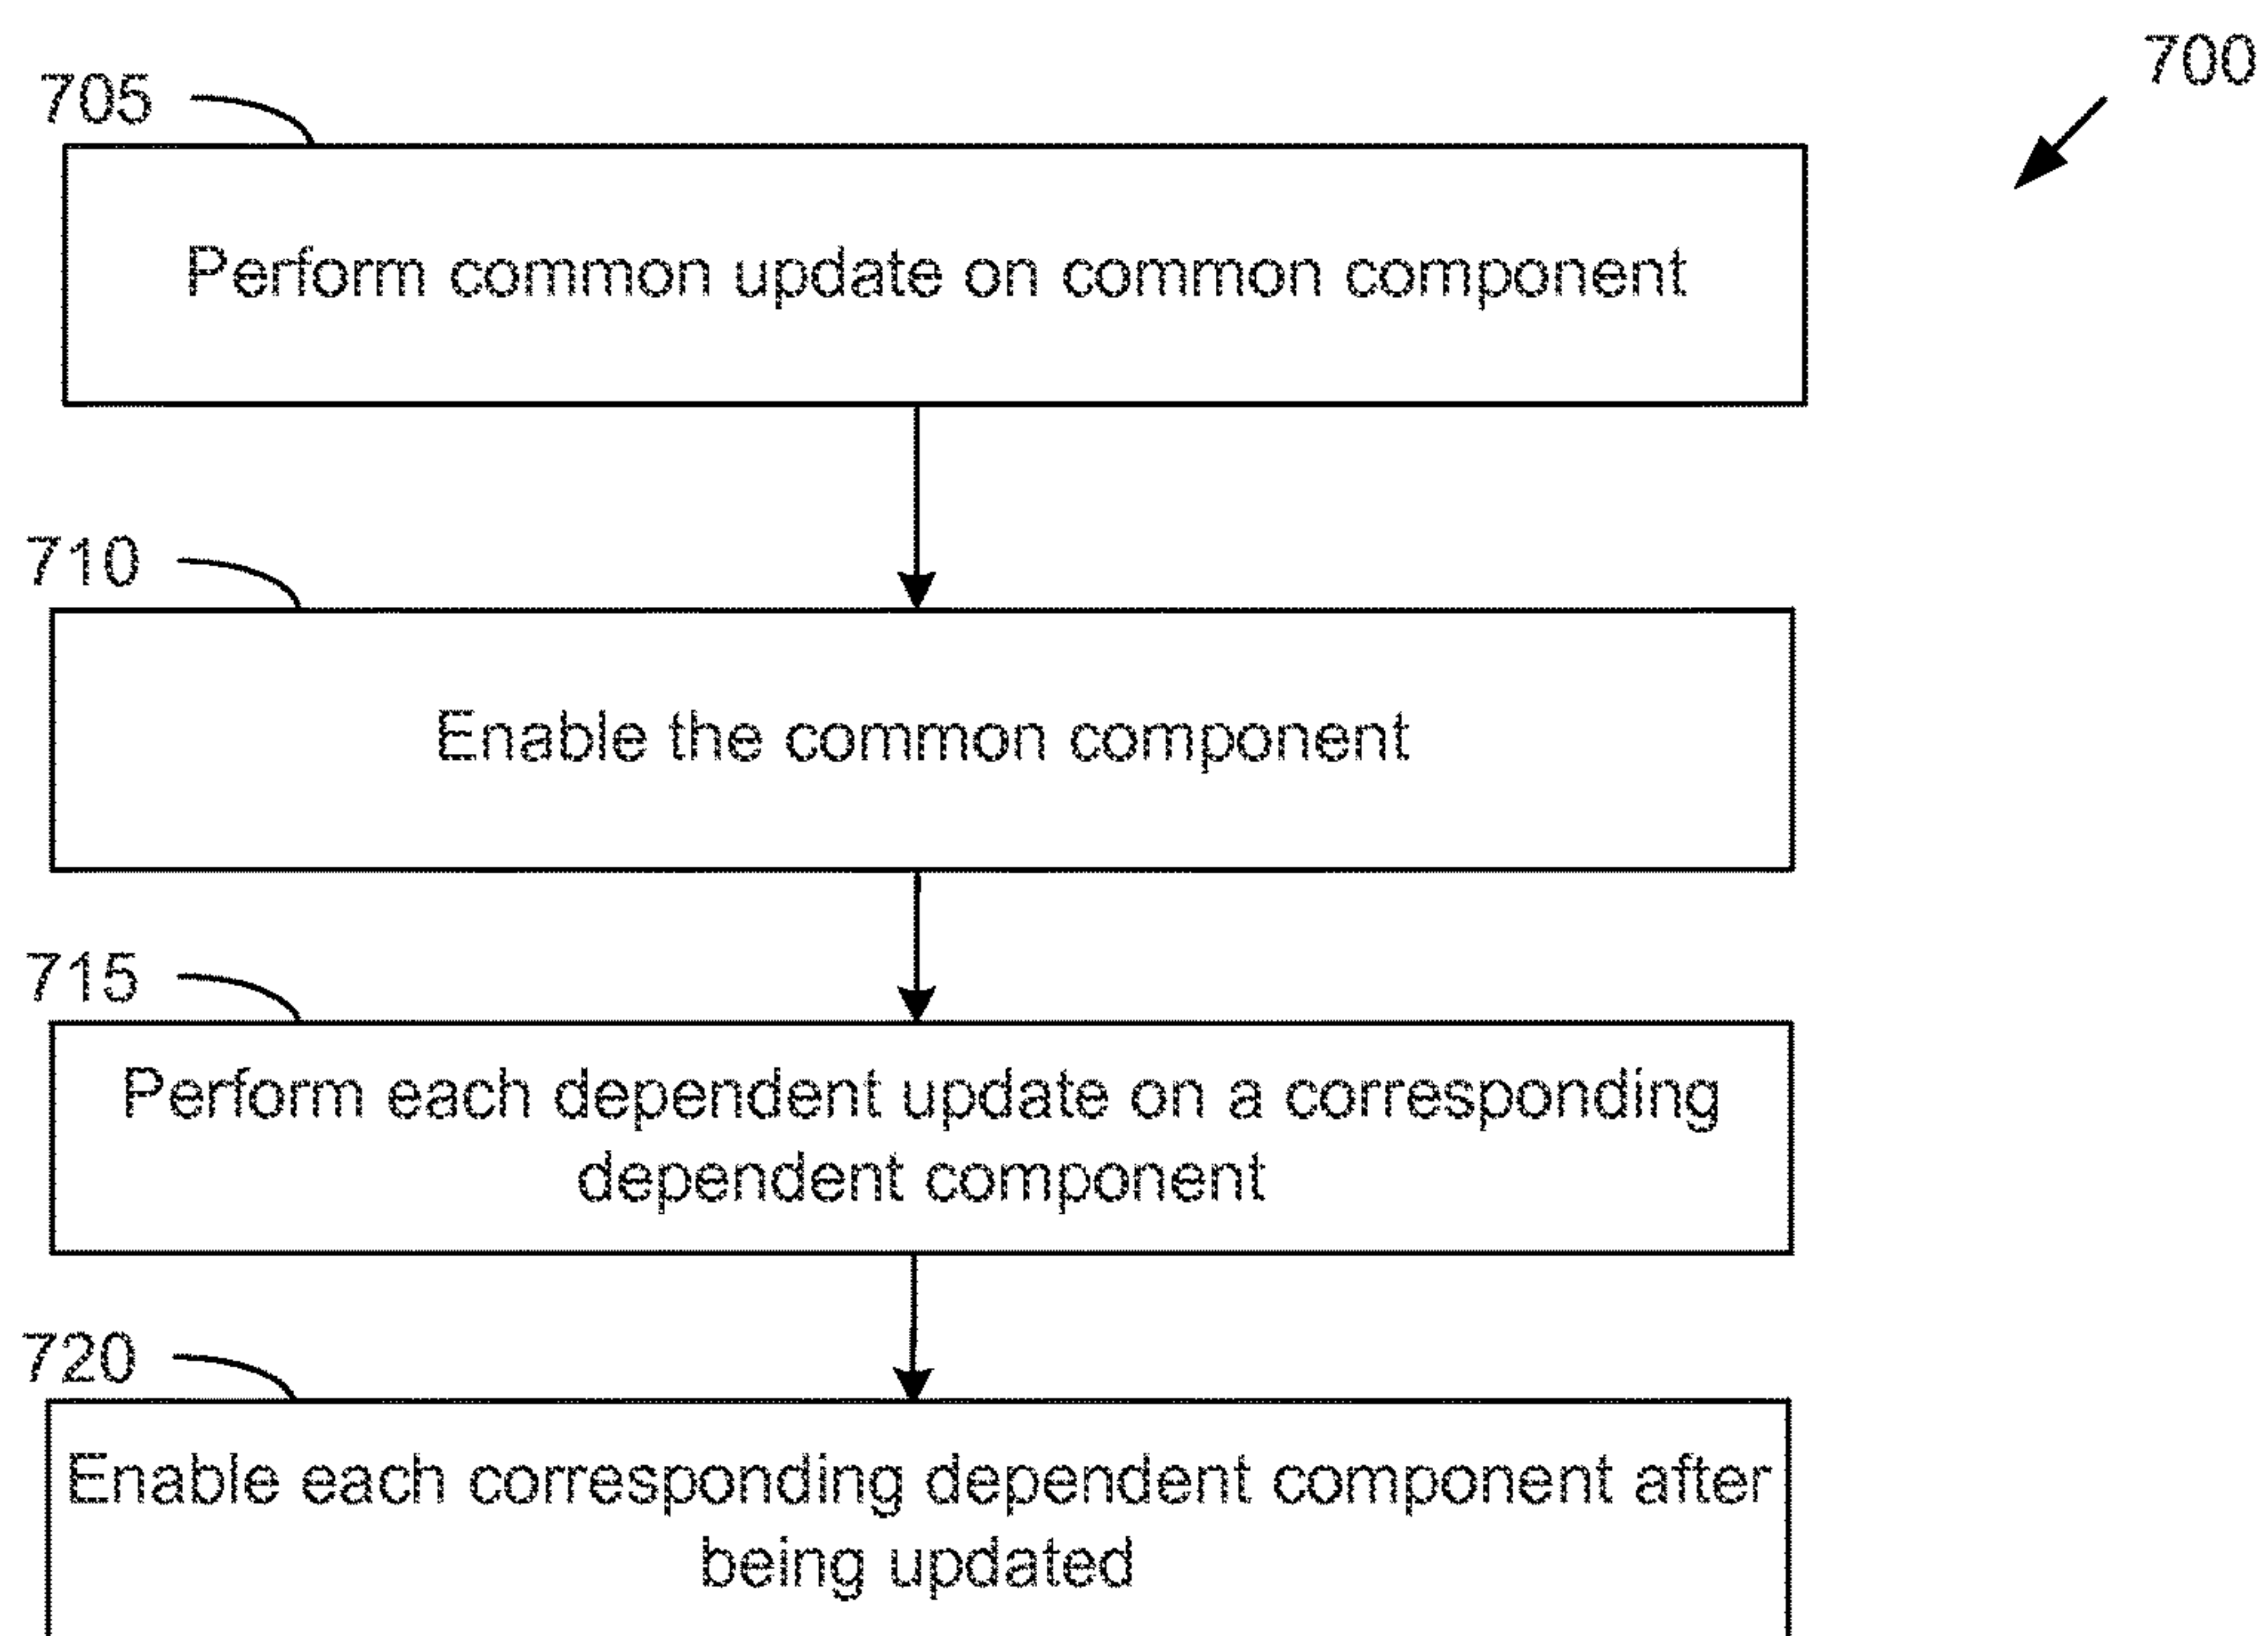 700
705
Perform common update on common component
710
Enable the common component
715
Perform each dependent update on a corresponding
dependent component
720
Enable each corresponding dependent component after
being updated